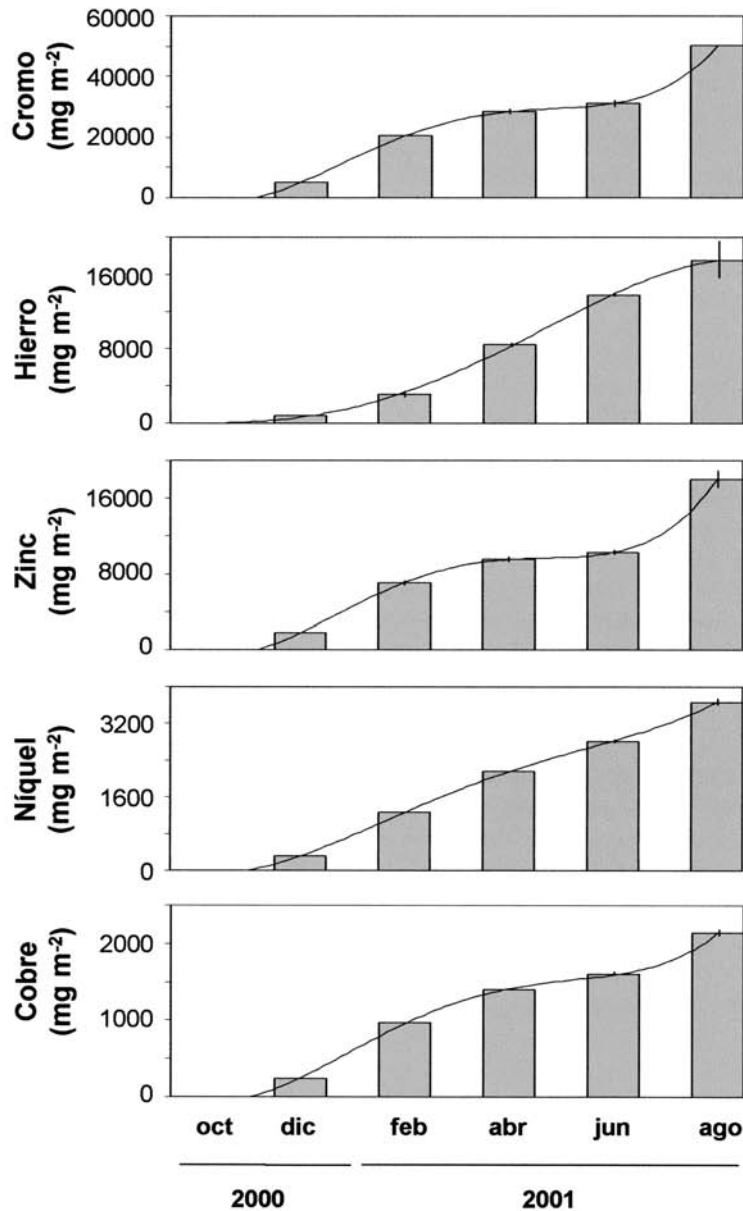 Cromo
(mg m-2)
60000
40000
20000
0
Hierro
(mg m-2)
16000
8000
0
Zinc
(mg m-2)
16000
8000
0
Níquel
(mg m-2)
3200
1600
0
Cobre
(mg m-2)
2000
1000
0
oct dic feb abr jun ago
2000 2001